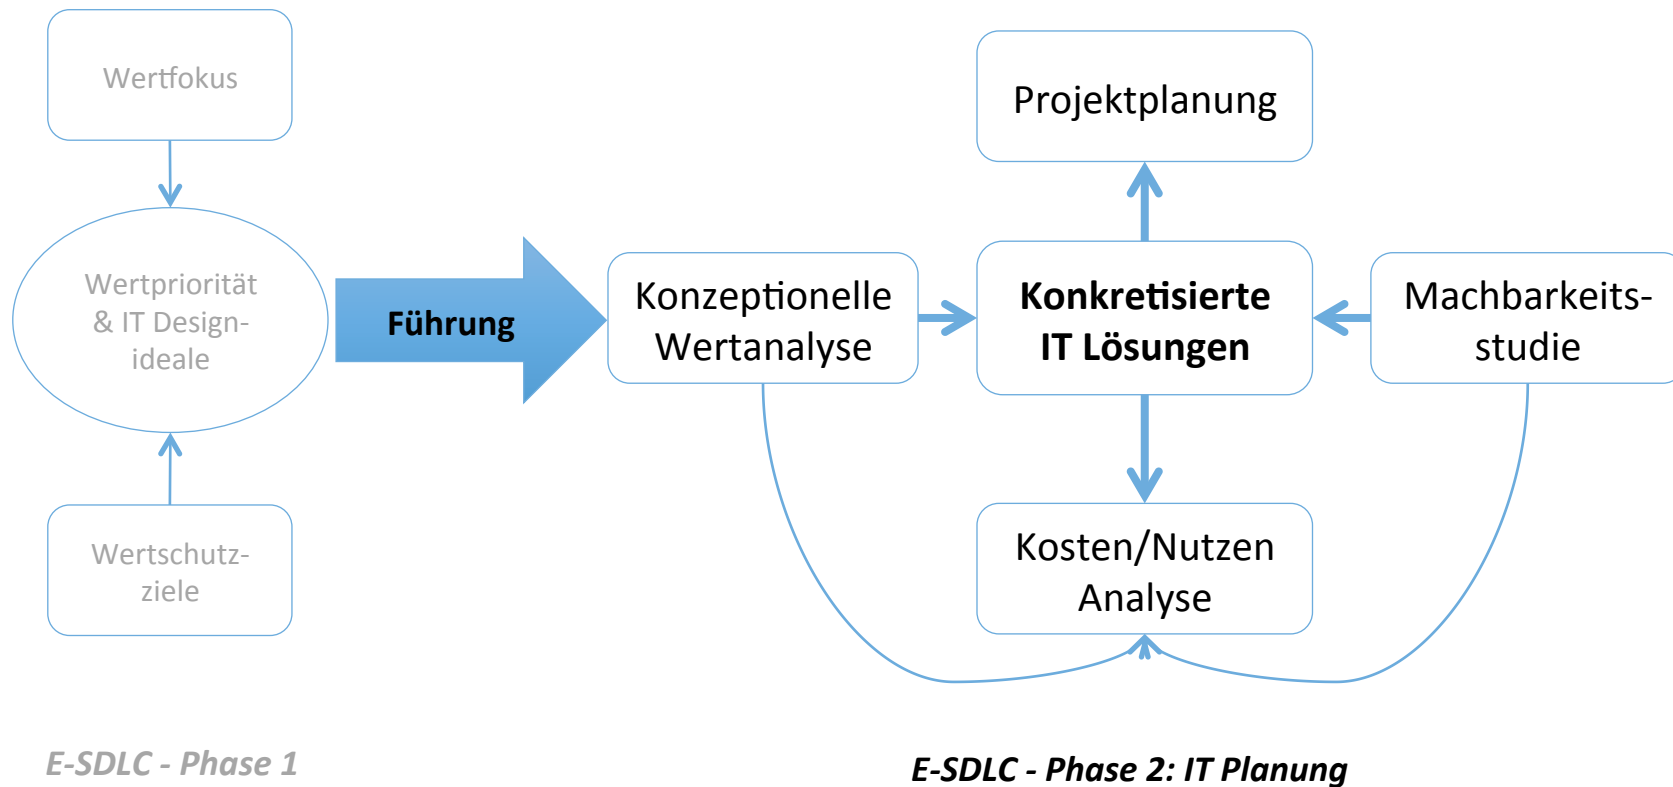 Wertfokus
Wertpriorität
& IT Design-
ideale
Wertschutz-
ziele
Führung
Konzeptionelle
Wertanalyse
Projektplanung
Konkretisierte
IT Lösungen
Machbarkeits-
studie
Kosten/Nutzen
Analyse
E-SDLC - Phase 1
E-SDLC - Phase 2: IT Planung